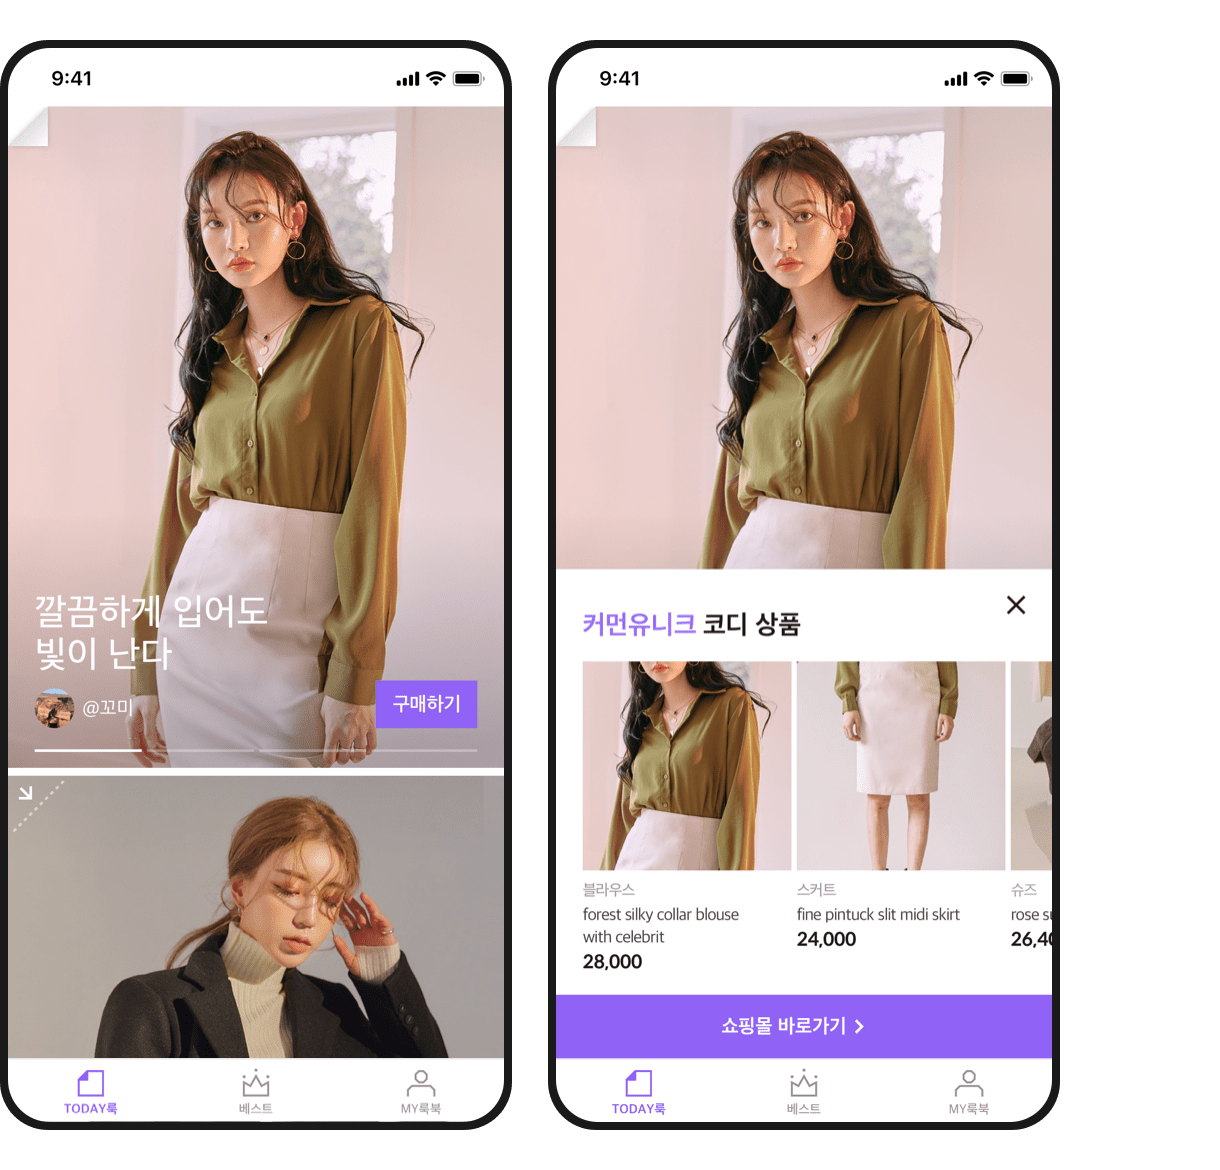 9:41
깔끔하게 입어도
빛이 난다
@꼬미
구매하기
TODAY룩
베스트
MY룩북
9:41
커먼유니크 코디 상품
블라우스
forest silky collar blouse
with celebrit
28,000
스커트
fine pintuck slit midi skirt
24,000
슈즈
rose
쇼핑몰 바로가기
TODAY룩
베스트
MY룩북